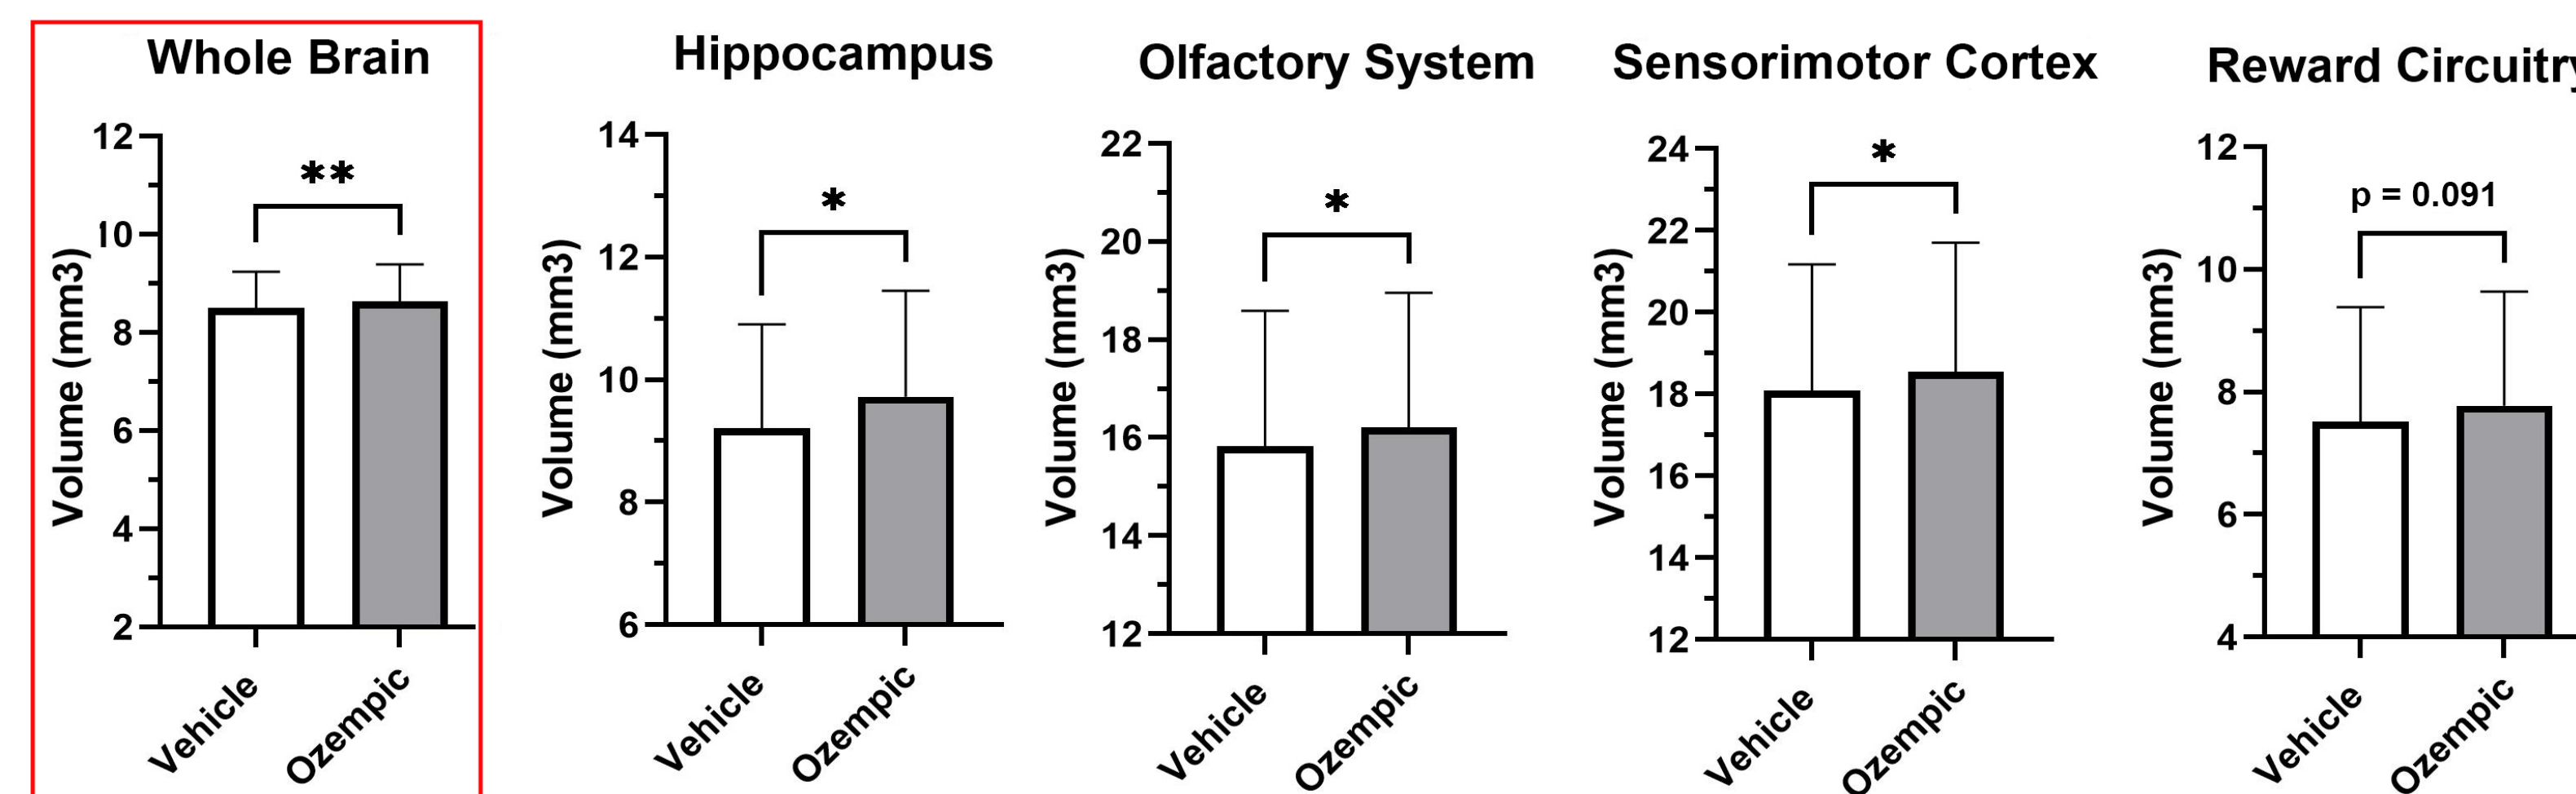 Whole Brain
12
10
8
6
4
2
Volume (mm3)
**
Vehicle
Ozempic
Hippocampus
14
12
10
8
6
Volume (mm3)
*
Vehicle
Ozempic
Olfactory System
22
20
18
16
14
12
Volume (mm3)
*
Vehicle
Ozempic
Sensorimotor Cortex
24
22
20
18
16
14
12
Volume (mm3)
*
Vehicle
Ozempic
Reward Circuitry
12
10
8
6
4
Volume (mm3)
p = 0.091
Vehicle
Ozempic